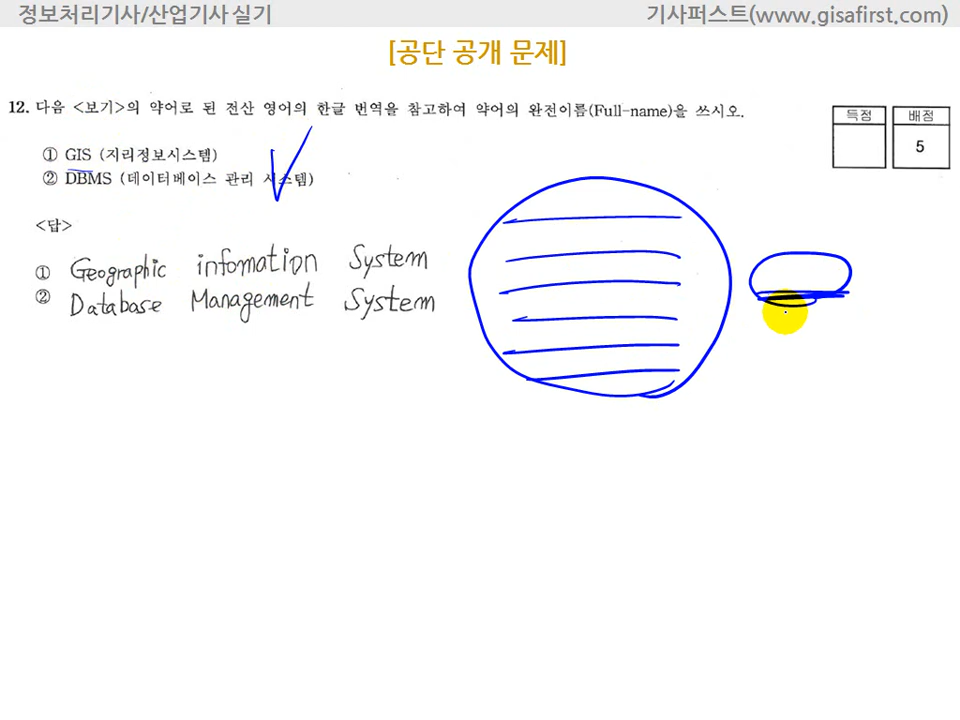 정보처리기사/산업기사 실기
기사퍼스트(www.gisafirst.com)
[공단 공개 문제]
12. 다음 <보기>의 약어로 된 전산 영어의 한글 번역을 참고하여 약어의 완전이름(Full-name)을 쓰시오.
득점 배점
5
① GIS (지리정보시스템)
② DBMS (데이터베이스 관리 시스템)
<답>
① Geographic infomation System
② Database Management System